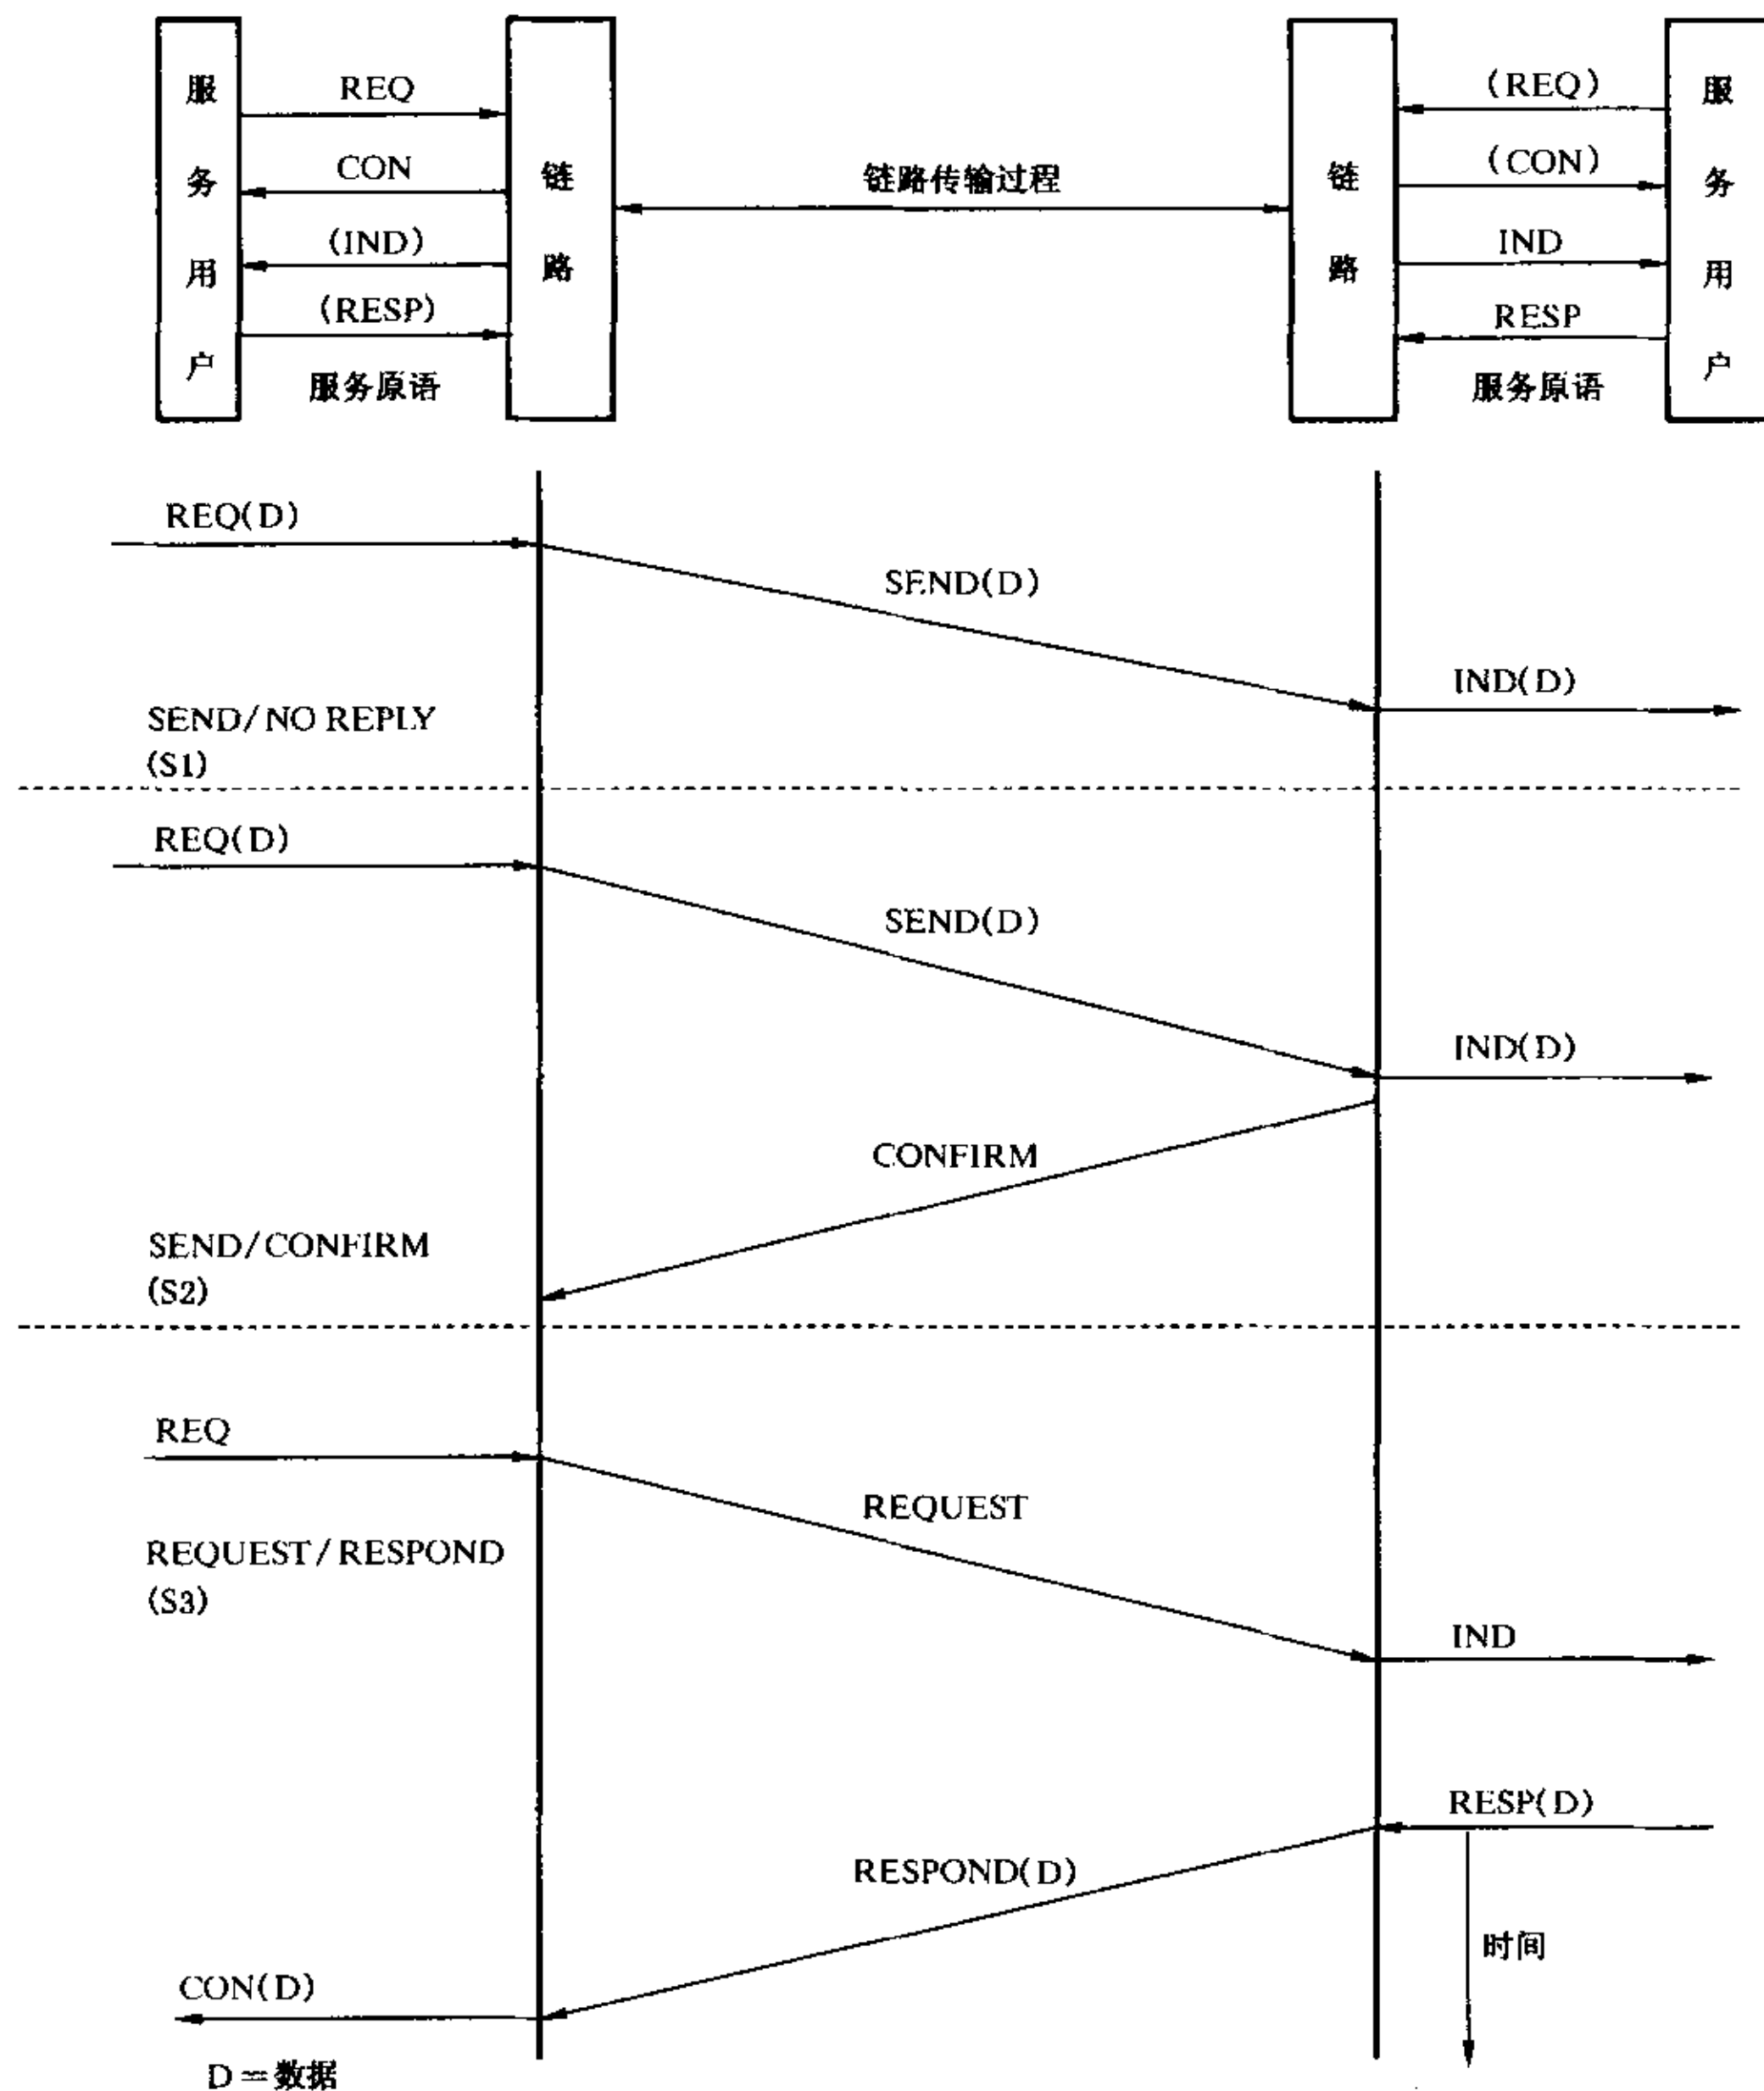 服务用户
REQ
CON
(IND)
(RESP)
服务原语
链路
链路传输过程
链路
(REQ)
(CON)
IND
RESP
服务原语
服务用户
REQ(D)
SEND(D)
IND(D)
SEND/NO REPLY
(S1)
REQ(D)
SEND(D)
IND(D)
CONFIRM
SEND/CONFIRM
(S2)
REQ
REQUEST
REQUEST/RESPOND
(S3)
IND
RESP(D)
RESPOND(D)
时间
CON(D)
D=数据